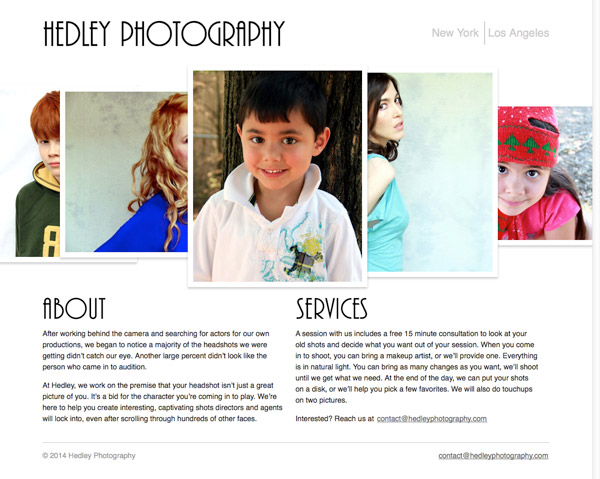 HEDLEY PHOTOGRAPHY
New York | Los Angeles
8
ABOUT
After working behind the camera and searching for actors for our own
productions, we began to notice a majority of the headshots we were
getting didn't catch our eye. Another large percent didn't look like the
person who came in to audition.
At Hedley, we work on the premise that your headshot isn't just a great
picture of you. It's a bid for the character you're coming in to play. We're
here to help you create interesting, captivating shots directors and agents
will lock into, even after scrolling through hundreds of other faces.
SERVICES
A session with us includes a free 15 minute consultation to look at your
old shots and decide what you want out of your session. When you come
in to shoot, you can bring a makeup artist, or we'll provide one. Everything
is in natural light. You can bring as many changes as you want, we'll shoot
until we get what we need. At the end of the day, we can put your shots
on a disk, or we'll help you pick a few favorites. We will also do touchups
on two pictures.
Interested? Reach us at contact@hedleyphotography.com
© 2014 Hedley Photography
contact@hedleyphotography.com